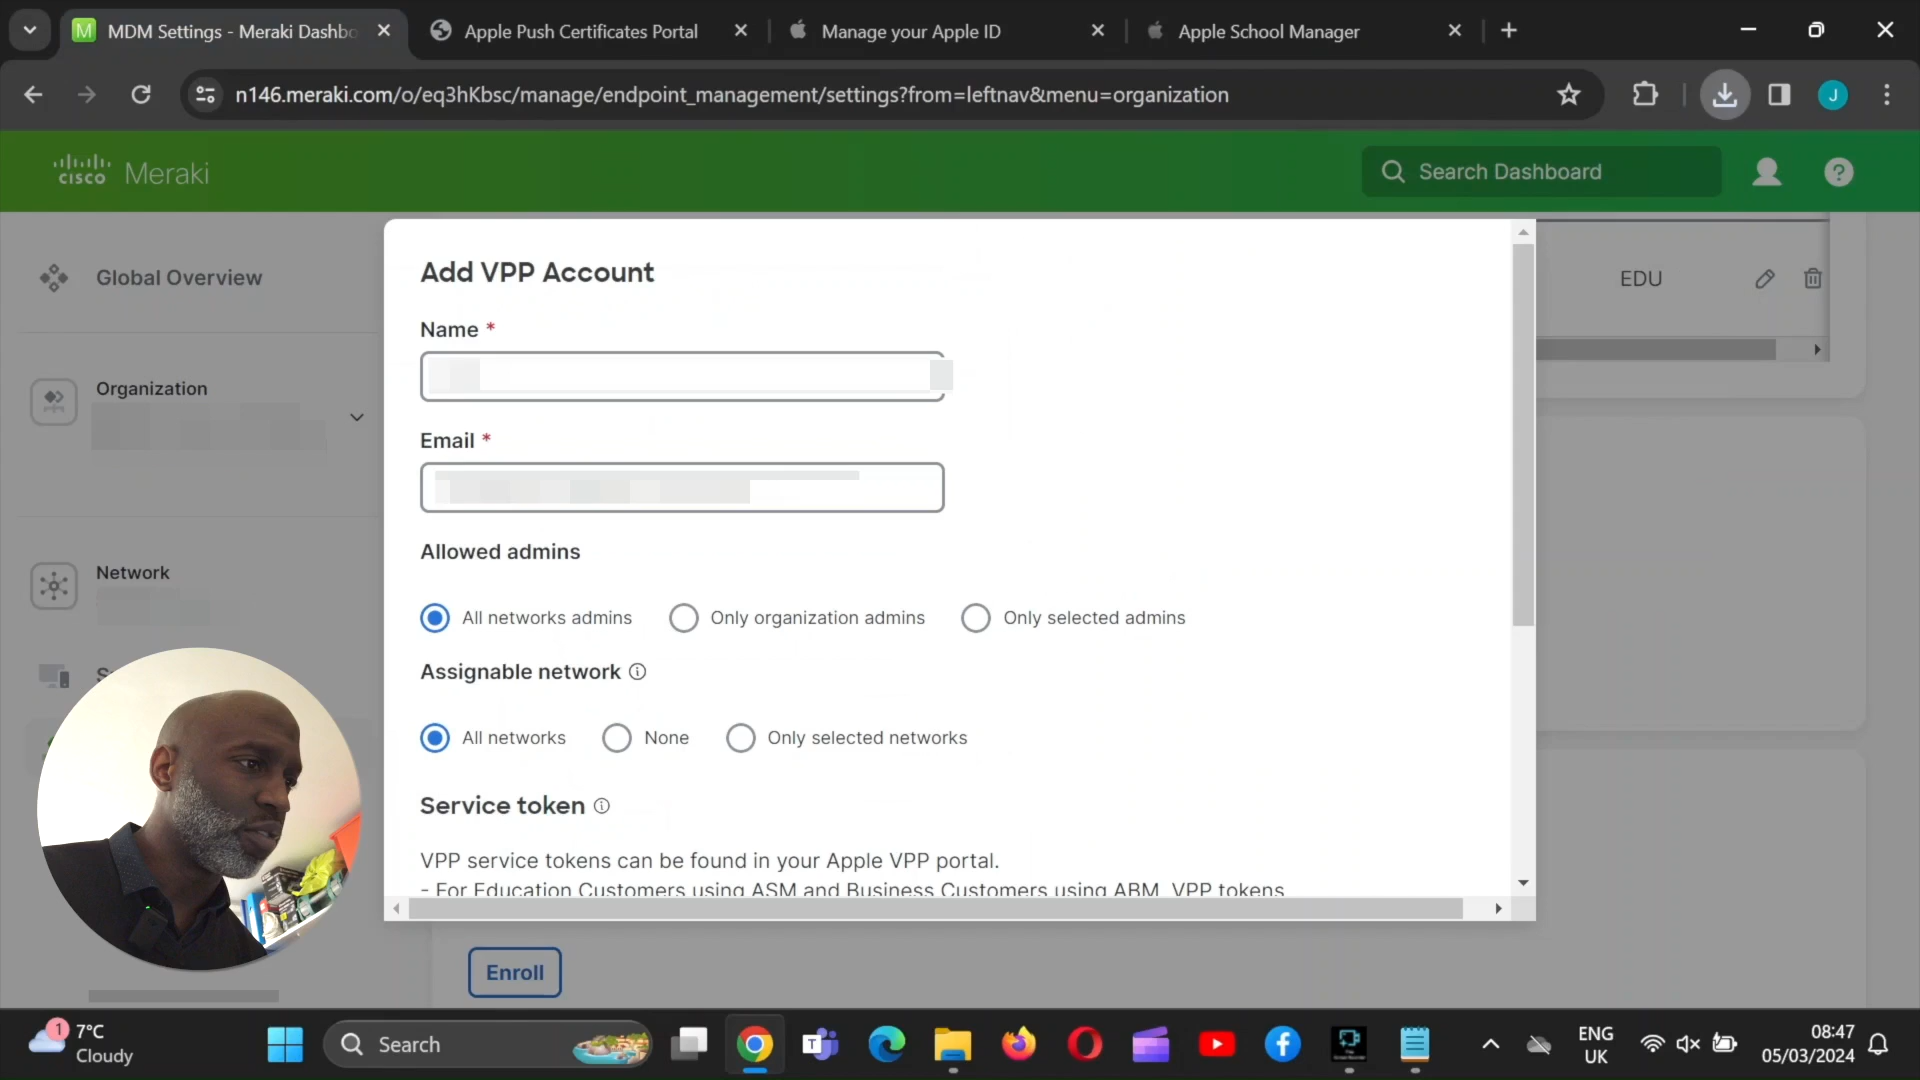 MDM Settings - Meraki Dashbo
Apple Push Certificates Portal
Manage your Apple ID
Apple School Manager
n146.meraki.com/o/eq3hKbsc/manage/endpoint_management/settings?from=leftnav&menu=organization
J
cisco Meraki
Search Dashboard
Global Overview
Organization
Network
Add VPP Account
Name *
Email *
Allowed admins
All networks admins
Only organization admins
Only selected admins
Assignable network
All networks
None
Only selected networks
Service token
VPP service tokens can be found in your Apple VPP portal.
- For Education Customers using ASM and Business Customers using ABM, VPP tokens
EDU
Enroll
1
7°C
Cloudy
Search
ENG
UK
08:47
05/03/2024